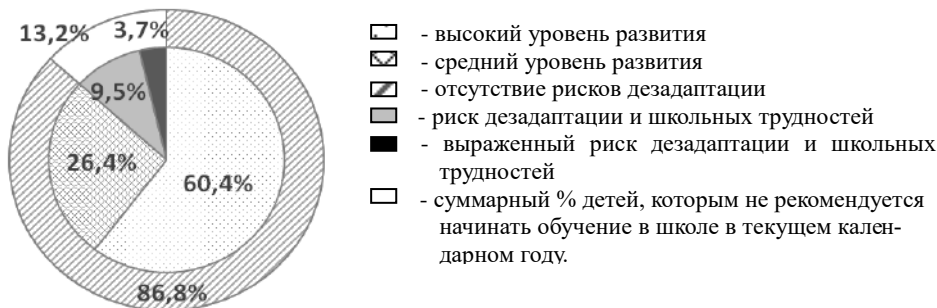 13,2%
3,7%
9,5%
26,4%
60,4%
86,8%
- высокий уровень развития
- средний уровень развития
- отсутствие рисков дезадаптации
- риск дезадаптации и школьных трудностей
- выраженный риск дезадаптации и школьных
трудностей
- суммарный % детей, которым не рекомендуется
начинать обучение в школе в текущем кален-
дарном году.